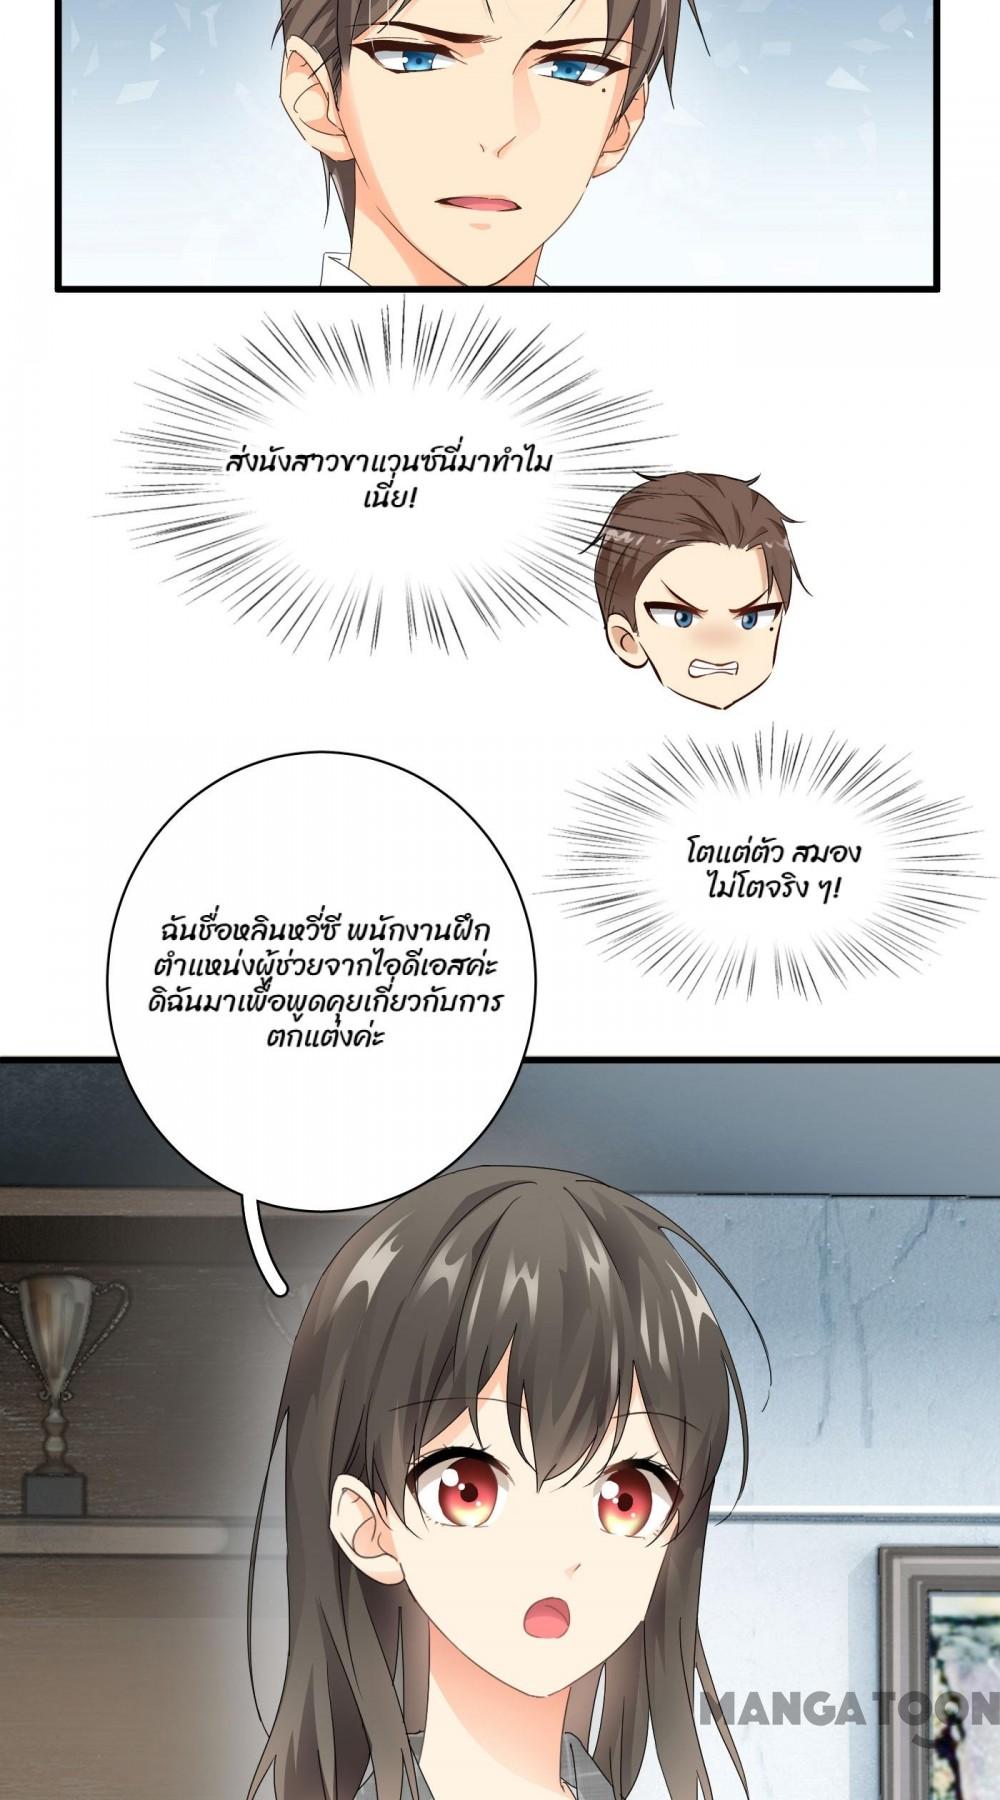 ส่งนังสาวขาแวนซ์นี่มาทำไม
เนี่ย!
โตแต่ตัว สมอง
ไม่โตจริง ๆ!
ฉันชื่อหลินหวี่ซี พนักงานฝึก
ตำแหน่งผู้ช่วยจากไอดีเอสค่ะ
ดิฉันมาเพื่อพูดคุยเกี่ยวกับการ
ตกแต่งค่ะ
MANGATOON